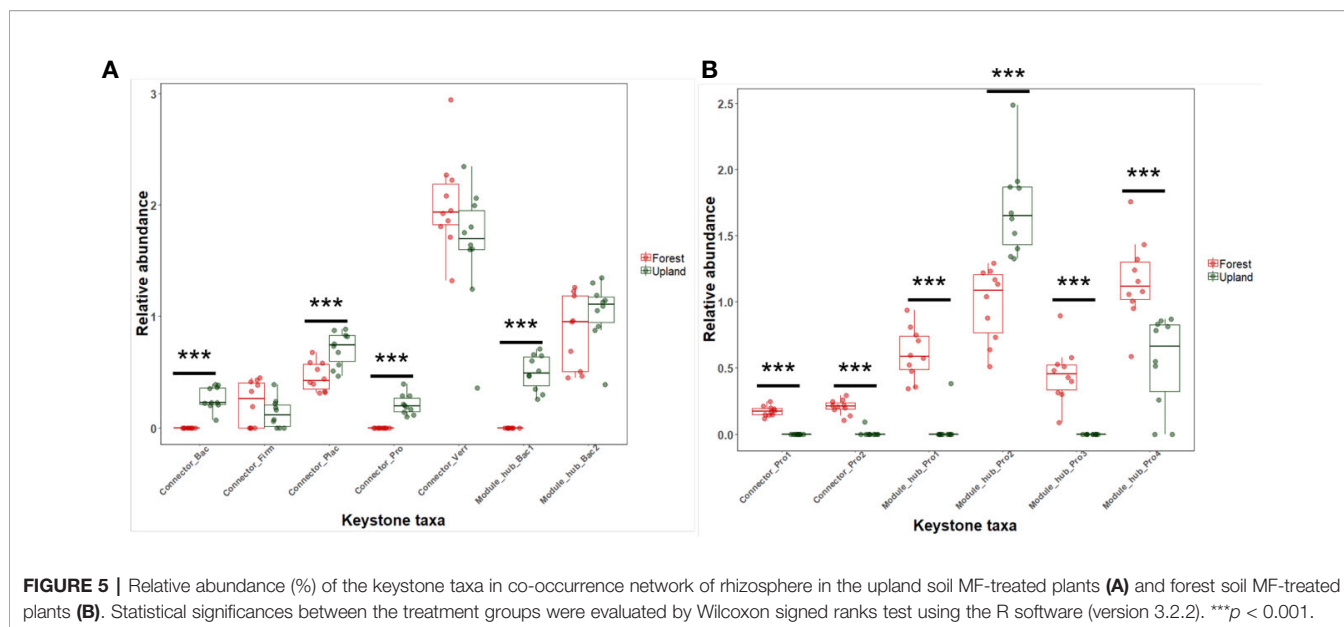 A
B
3
2
1
0
Relative abundance
***
***
***
***
Forest
Upland
Connector_Bac
Connector_Firm
Connector_Plac
Connector_Pro
Connector_Verr
Module_hub_Bac1
Module_hub_Bac2
Keystone taxa
2.5
2.0
1.5
1.0
0.5
0.0
Relative abundance
***
***
***
***
***
***
Forest
Upland
Connector_Pro1
Connector_Pro2
Module_hub_Pro1
Module_hub_Pro2
Module_hub_Pro3
Module_hub_Pro4
Keystone taxa
FIGURE 5 | Relative abundance (%) of the keystone taxa in co-occurrence network of rhizosphere in the upland soil MF-treated plants (A) and forest soil MF-treated
plants (B). Statistical significances between the treatment groups were evaluated by Wilcoxon signed ranks test using the R software (version 3.2.2). ***p < 0.001.